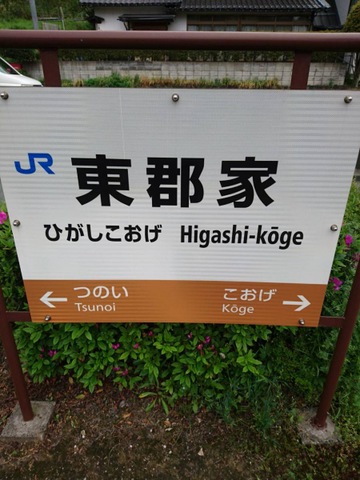 JR 東郡家
ひがしこおげ Higashi-kōge
← つのい こおげ →
Tsunoi Kōge